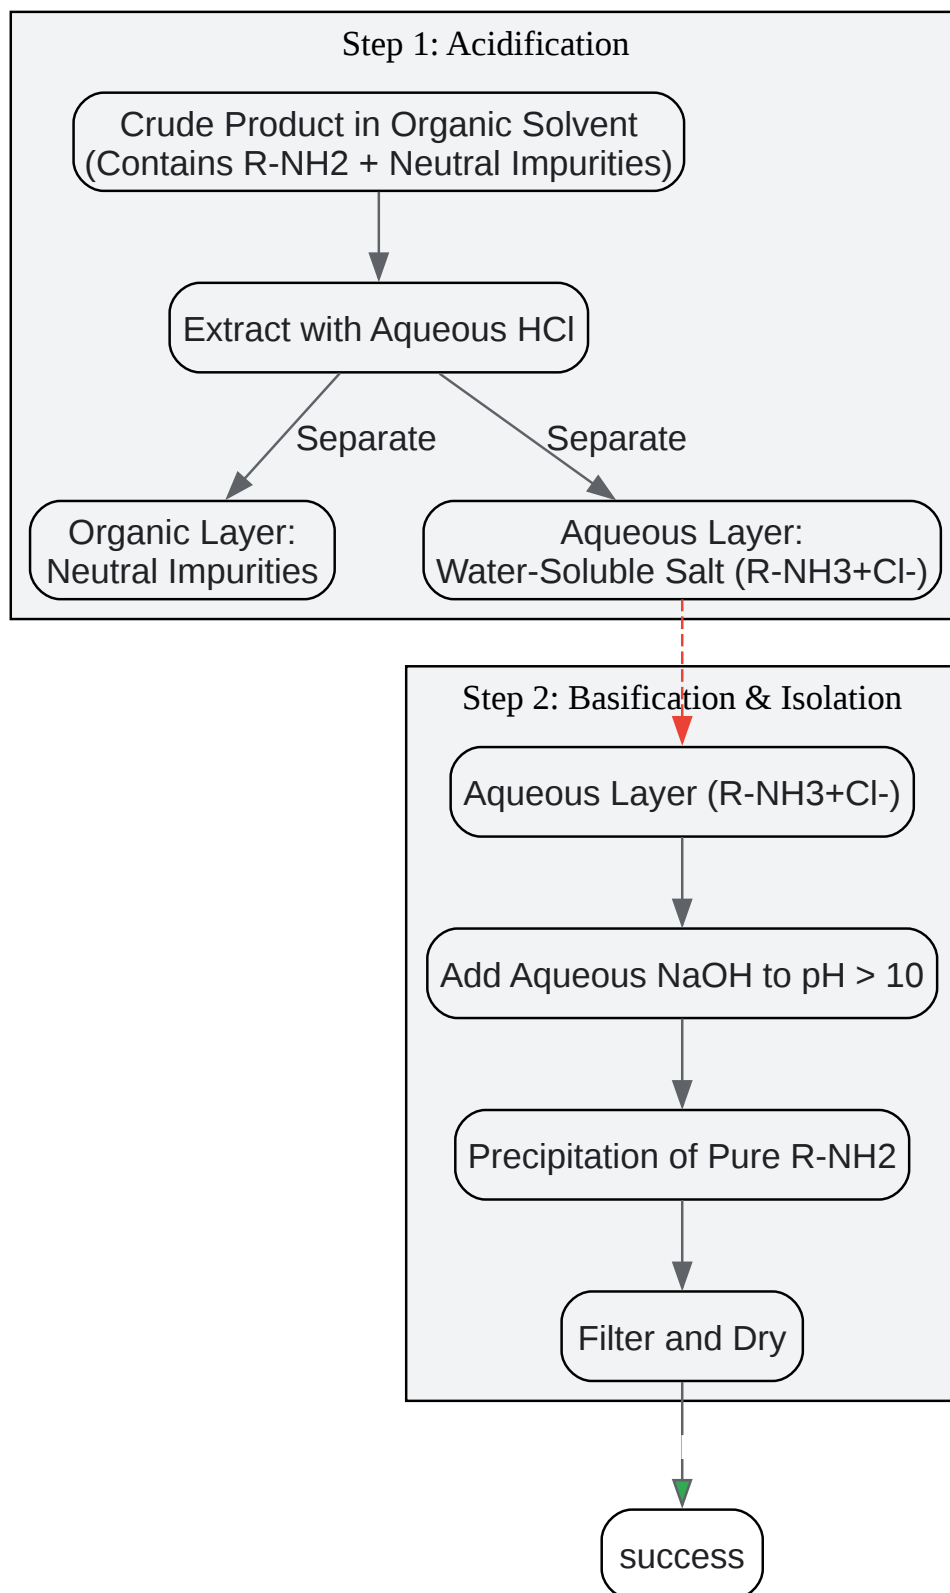 Step 1: Acidification
Crude Product in Organic Solvent
(Contains R-NH2 + Neutral Impurities)
Extract with Aqueous HCl
Separate
Separate
Organic Layer:
Neutral Impurities
Aqueous Layer:
Water-Soluble Salt (R-NH3+Cl-)
Step 2: Basification & Isolation
Aqueous Layer (R-NH3+Cl-)
Add Aqueous NaOH to pH > 10
Precipitation of Pure R-NH2
Filter and Dry
success